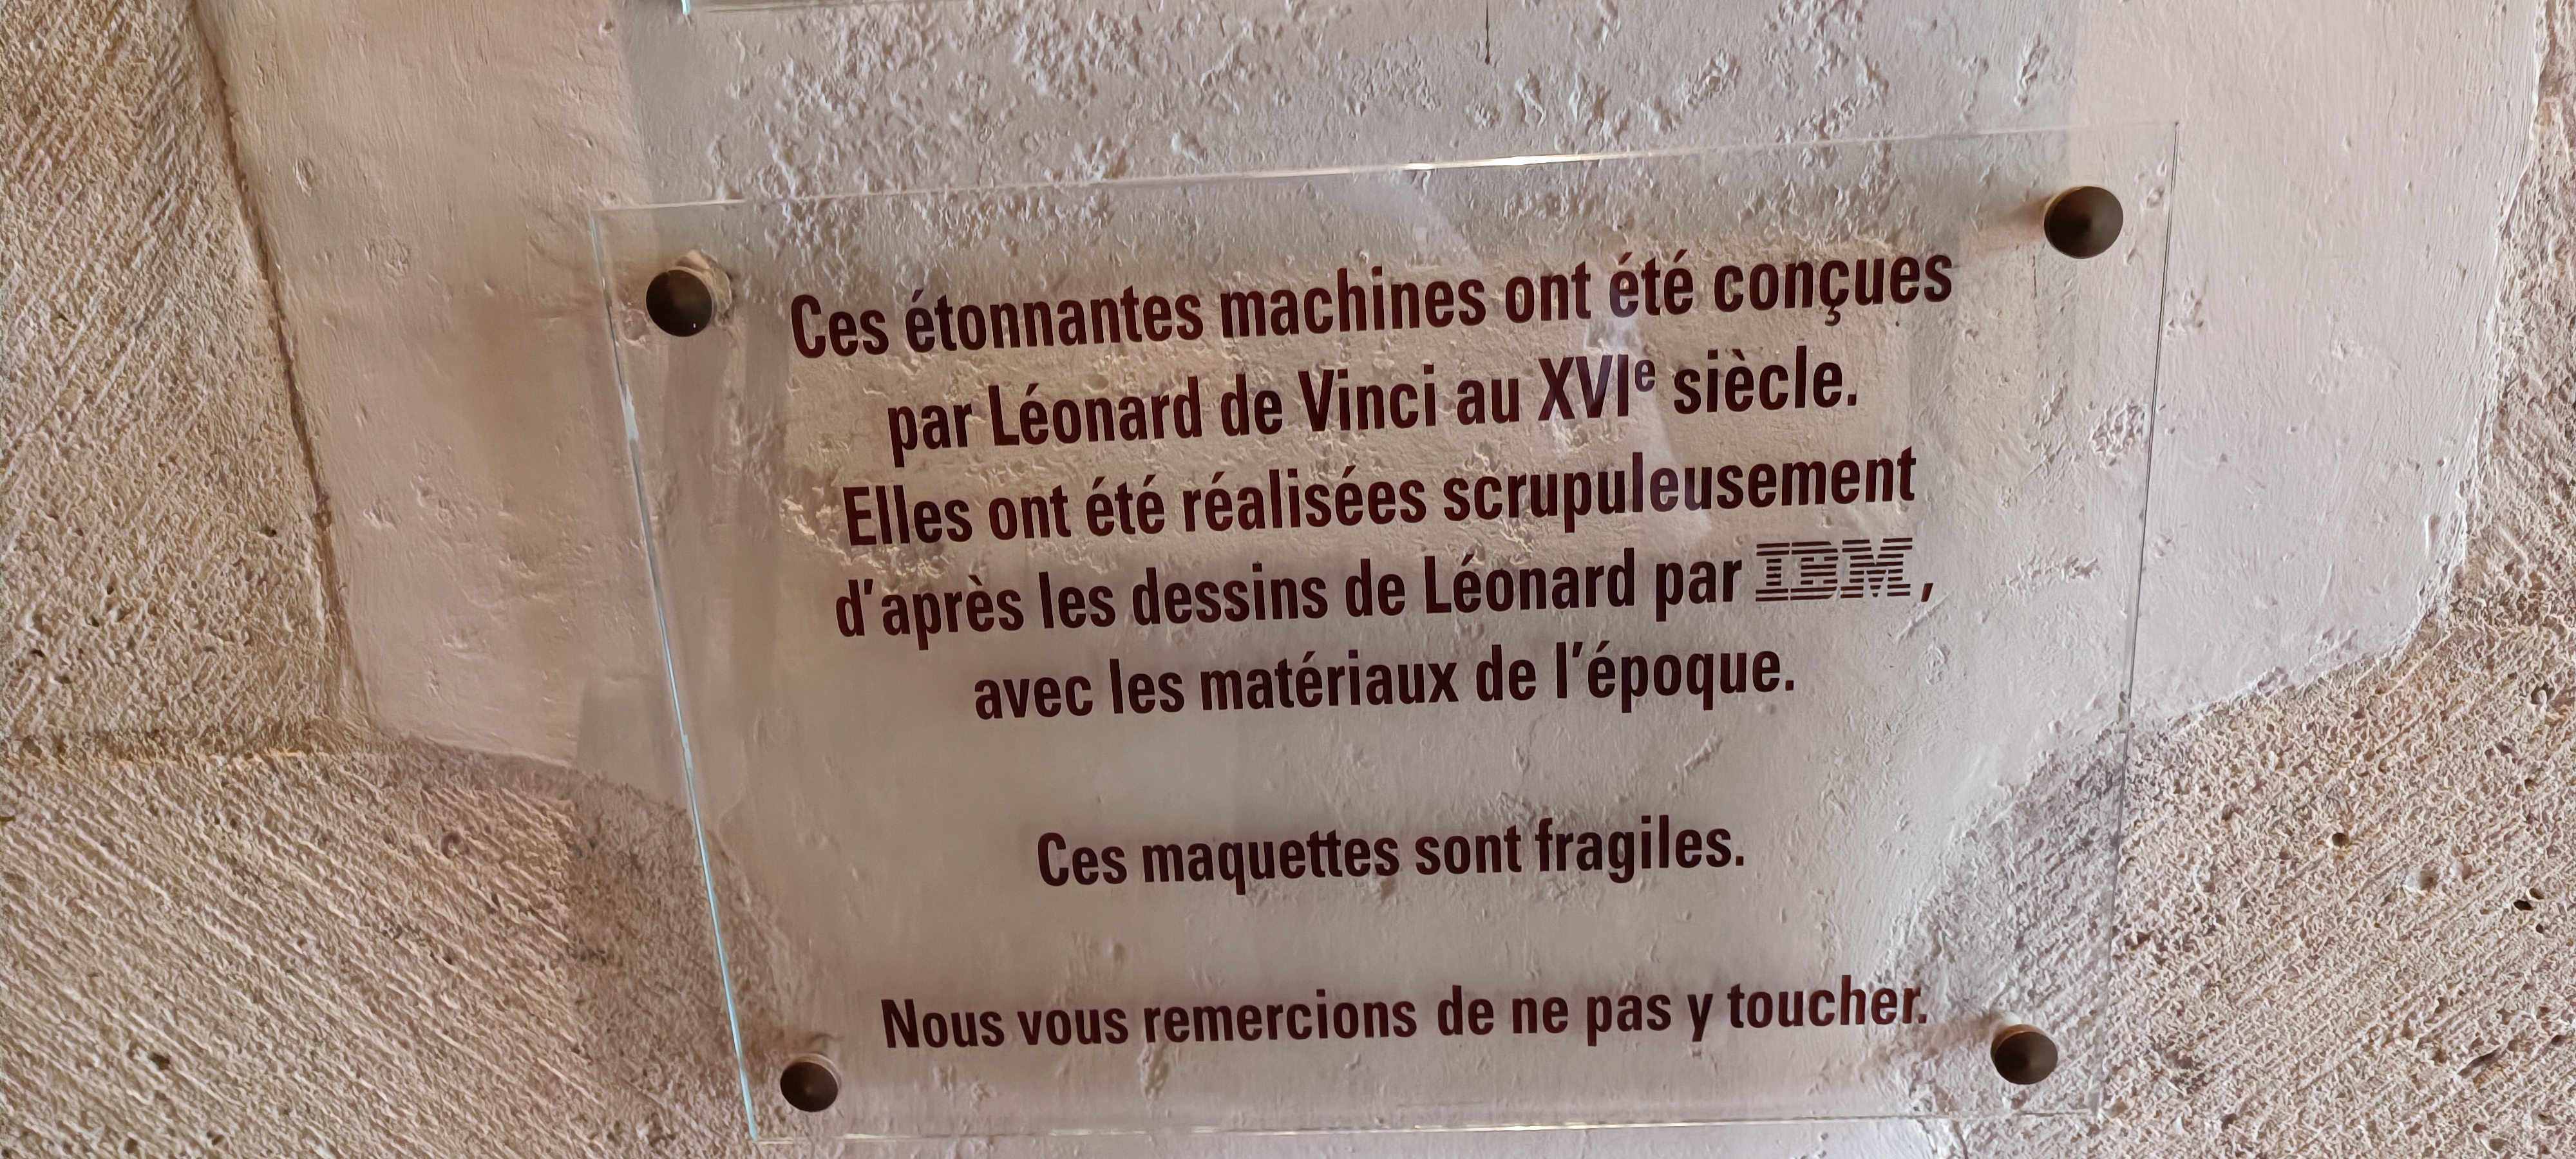 Ces étonnantes machines ont été conçues
par Léonard de Vinci au XVIe siècle.
Elles ont été réalisées scrupuleusement
d'après les dessins de Léonard par IBM,
avec les matériaux de l'époque.
Ces maquettes sont fragiles.
Nous vous remercions de ne pas y toucher.